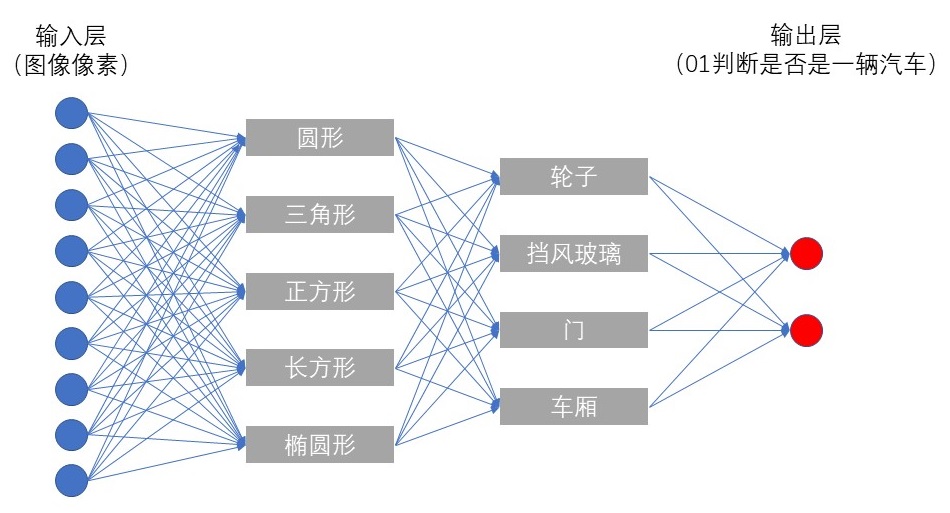 输入层
（图像像素）
输出层
（01判断是否是一辆汽车）
圆形
三角形
正方形
长方形
椭圆形
轮子
挡风玻璃
门
车厢